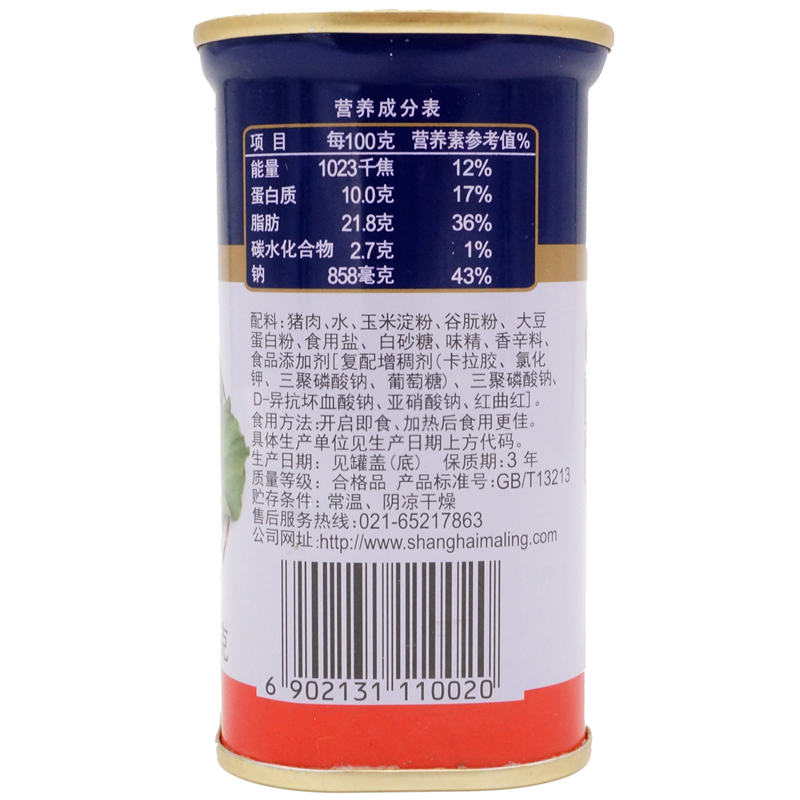 营养成分表
项 目 每100克 营养素参考值%
能量 1023千焦 12%
蛋白质 10.0克 17%
脂肪 21.8克 36%
碳水化合物 2.7克 1%
钠 858毫克 43%
配料:猪肉、水、玉米淀粉、谷朊粉、大豆
蛋白粉、食用盐、白砂糖、味精、香辛料、
食品添加剂[复配增稠剂(卡拉胶、氯化
钾、三聚磷酸钠、葡萄糖)、三聚磷酸钠、
D-异抗坏血酸钠、亚硝酸钠、红曲红]。
食用方法:开启即食、加热后食用更佳。
具体生产单位见生产日期上方代码。
生产日期: 见罐盖(底) 保质期:3 年
质量等级: 合格品 产品标准号:GB/T13213
贮存条件: 常温、阴凉干燥
售后服务热线:021-65217863
公司网址:http://www.shanghaimaling.com
克
6 902131 110020